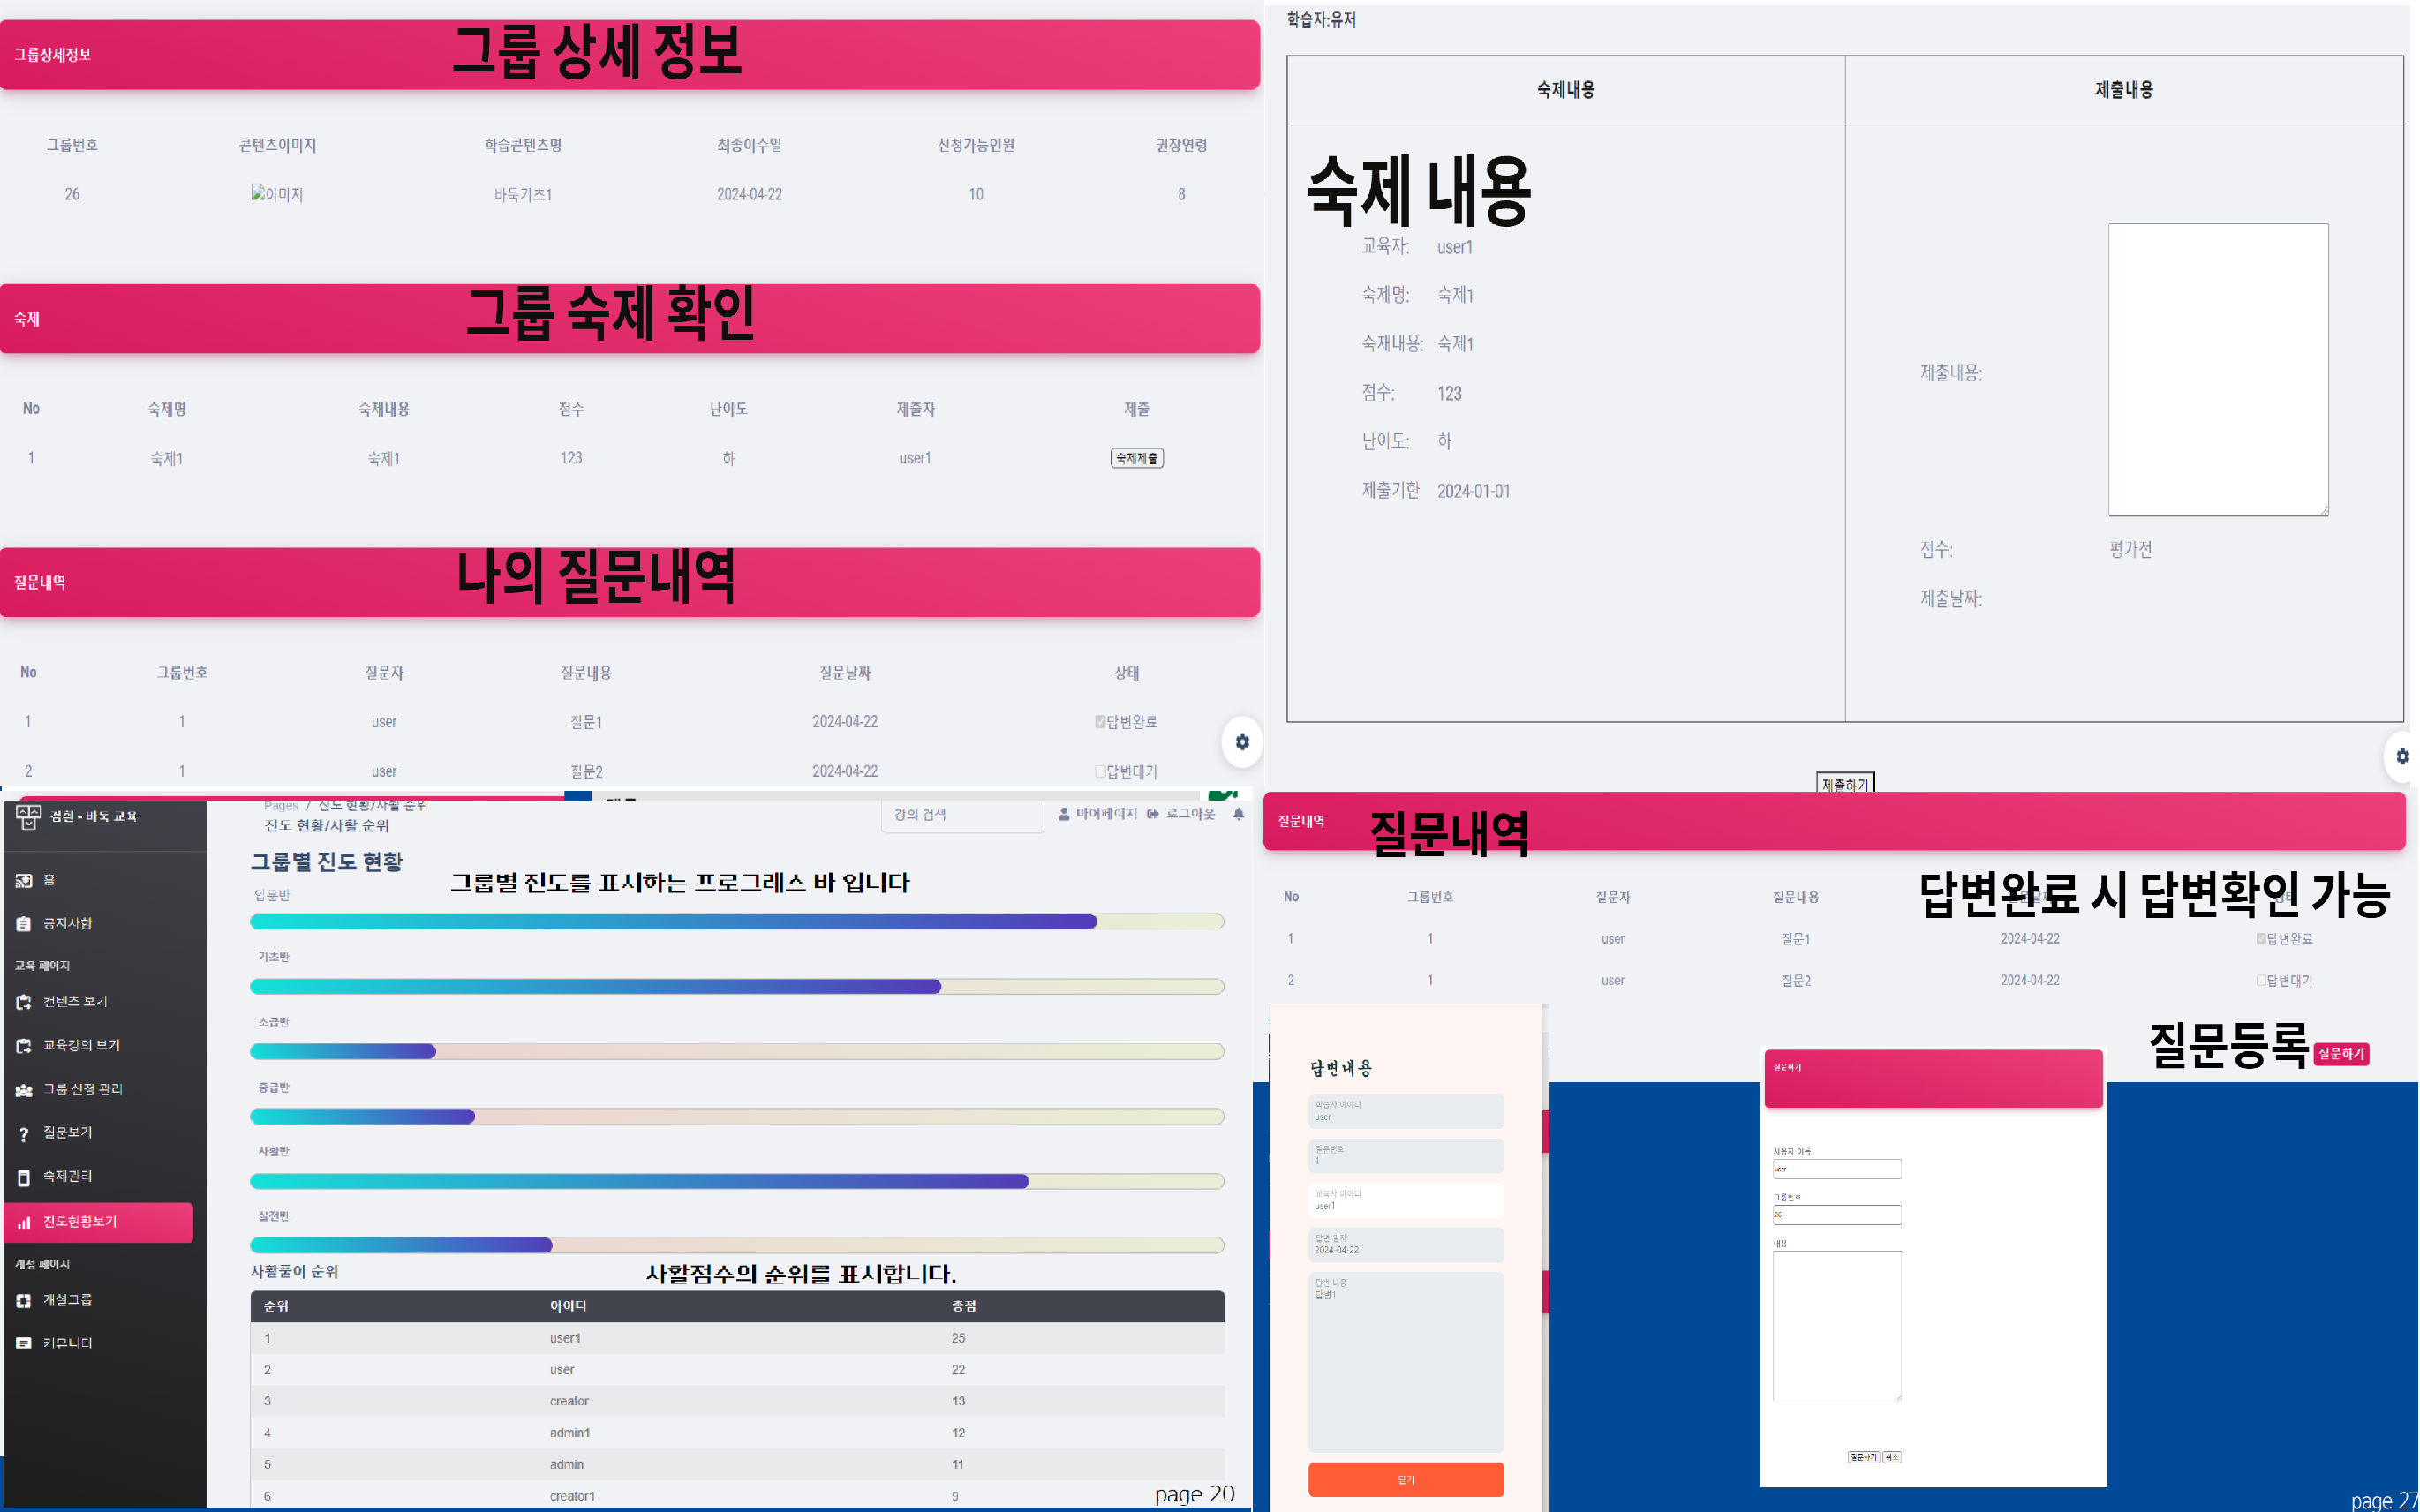 그룹상세정보
그룹 상세 정보
그룹번호 콘텐츠이미지 학습콘텐츠명 최종이수일 신청가능인원 권장연령
26 이미지 바둑기초1 2024-04-22 10 8
숙제
그룹 숙제 확인
No 숙제명 숙제내용 점수 난이도 제출자 제출
1 숙제1 숙제1 123 하 user1 숙제제출
질문내역
나의 질문내역
No 그룹번호 질문자 질문내용 질문날짜 상태
1 1 user 질문1 2024-04-22 답변완료
2 1 user 질문2 2024-04-22 답변대기
학습자:유저
숙제내용 제출내용
숙제 내용
교육자: user1
숙제명: 숙제1
숙재내용: 숙제1
점수: 123
난이도: 하
제출기한 2024-01-01
제출내용:
점수: 평가전
제출날짜:
제출하기
바둑 교육
홈
공지사항
교육 페이지
컨텐츠 보기
교육강의 보기
그룹 신청 관리
질문보기
숙제관리
진도현황보기
개설 페이지
개설그룹
커뮤니티
Pages / 진도 현황/사활 순위
진도 현황/사활 순위
강의 검색 마이페이지 로그아웃
그룹별 진도 현황
그룹별 진도를 표시하는 프로그레스 바 입니다
입문반
기초반
초급반
중급반
사활반
실전반
사활풀이 순위
사활점수의 순위를 표시합니다.
순위 아이디 총점
1 user1 25
2 user 22
3 creator 13
4 admin1 12
5 admin 11
6 creator1 9
page 20
질문내역
질문내역
No 그룹번호 질문자 질문내용
답변완료 시 답변확인 가능
1 1 user 질문1 2024-04-22 답변완료
2 1 user 질문2 2024-04-22 답변대기
질문등록 질문하기
답변내용
학습자 아이디
user
질문번호
1
교육자 아이디
user1
답변 일자
2024-04-22
답변 내용
답변1
닫기
질문하기
사용자 이름
user
그룹번호
26
내용
질문하기 취소
page 27